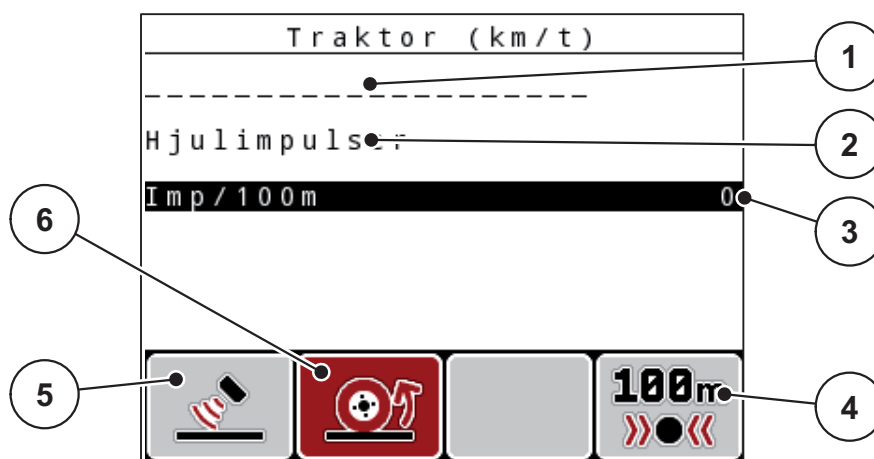 Traktor (km/t)
1
--------------------
Hjulimpulser
2
Imp/100m 0
3
6
5
100m
4